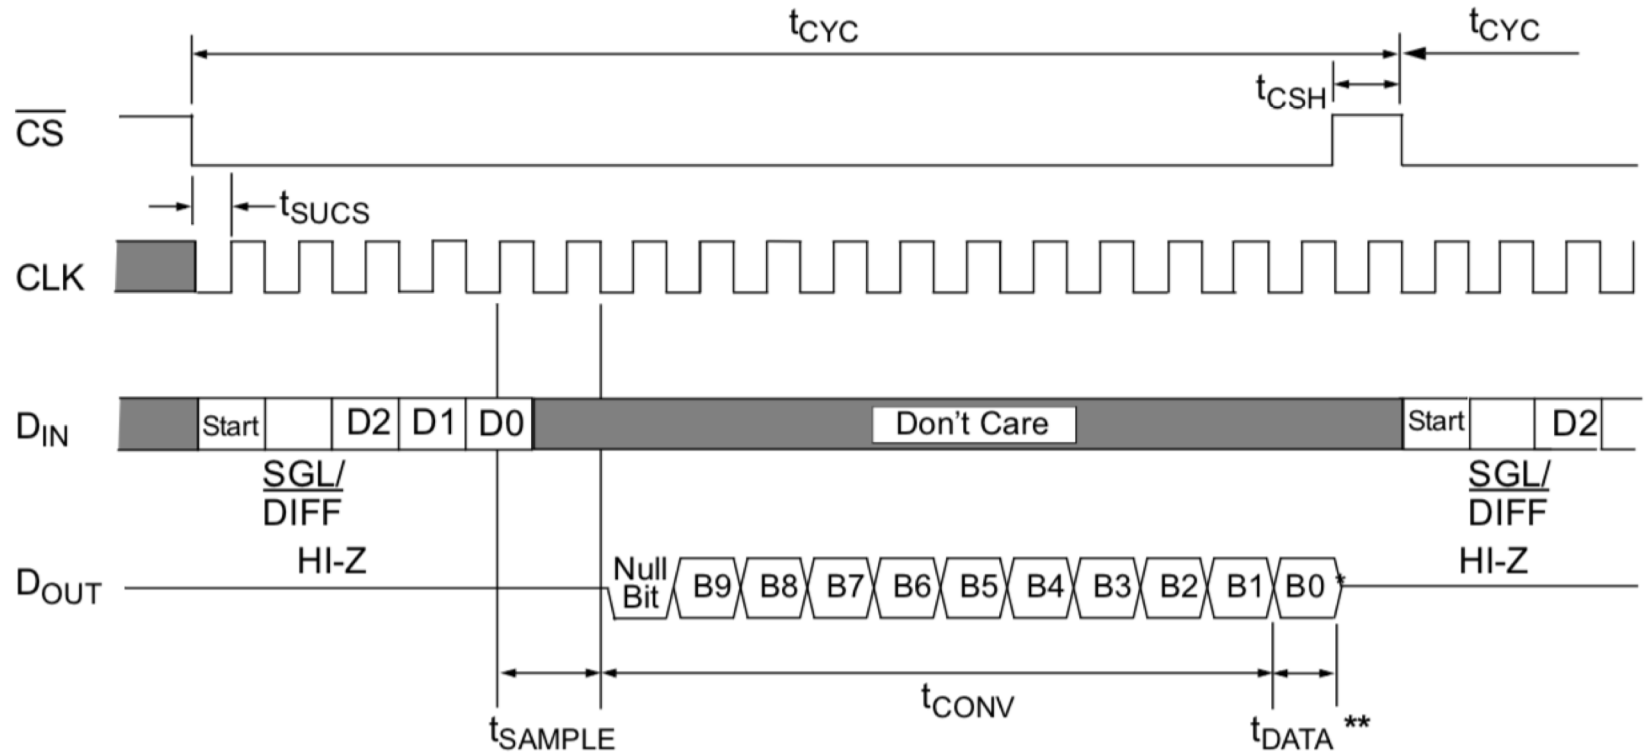 tCYC
tCYC
tCSH
CS
tSUCS
CLK
DIN
Start
D2
D1
D0
Don't Care
Start
D2
SGL/
DIFF
SGL/
DIFF
HI-Z
HI-Z
DOUT
Null
Bit
B9
B8
B7
B6
B5
B4
B3
B2
B1
B0
*
tCONV
tSAMPLE
tDATA **